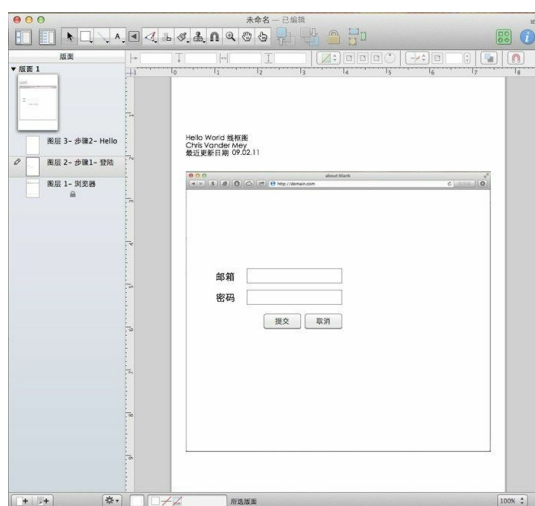 未命名 — 已编辑
版面
版面 1
图层 3- 步骤2- Hello
图层 2- 步骤1- 登陆
图层 1- 浏览器
Hello World 线框图
Chris Vander Mey
最近更新日期 09.02.11
about:blank
http://domain.com
邮箱
密码
提交 取消
所选版面
100%